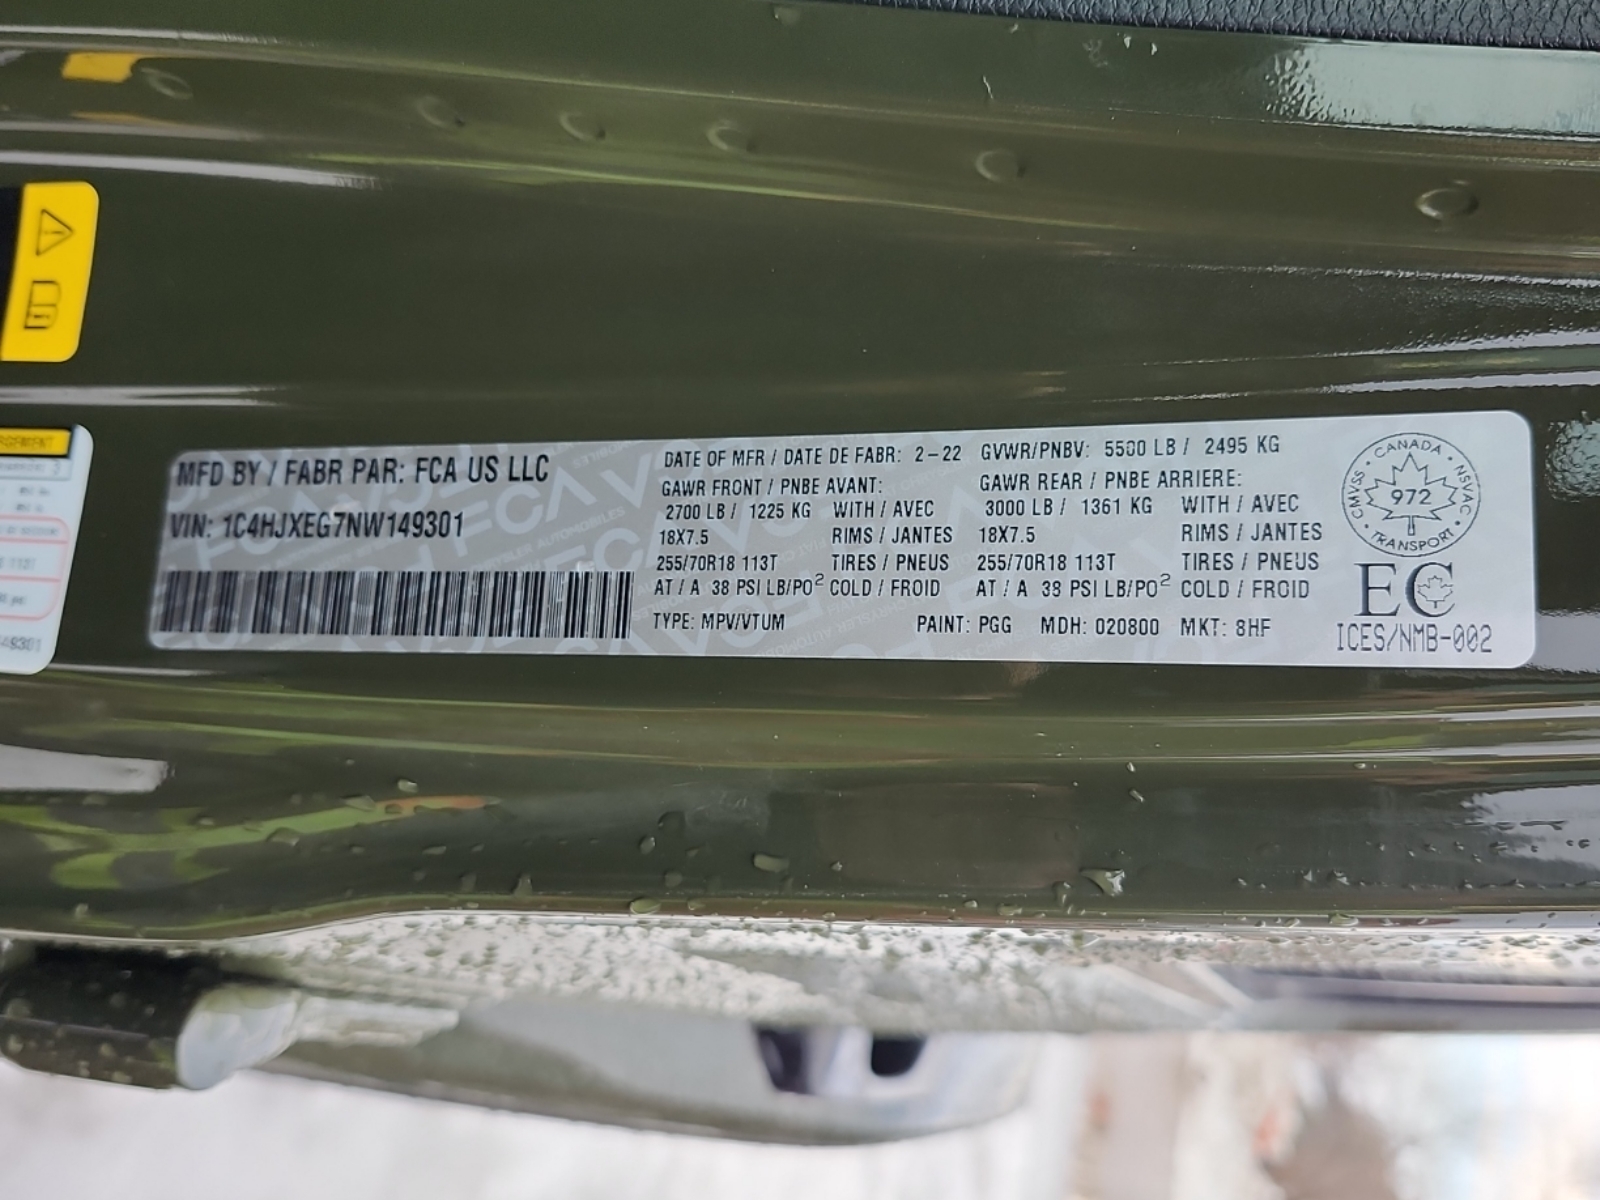 MFD BY / FABR PAR: FCA US LLC
VIN: 1C4HJXEG7NW149301
DATE OF MFR / DATE DE FABR: 2-22 GVWR/PNBV: 5500 LB / 2495 KG
GAWR FRONT / PNBE AVANT: GAWR REAR / PNBE ARRIERE:
2700 LB / 1225 KG WITH / AVEC 3000 LB / 1361 KG WITH / AVEC
18X7.5 RIMS / JANTES 18X7.5 RIMS / JANTES
255/70R18 113T TIRES / PNEUS 255/70R18 113T TIRES / PNEUS
AT / A 38 PSI LB/PO² COLD / FROID AT / A 38 PSI LB/PO² COLD / FROID
TYPE: MPV/VTUM PAINT: PGG MDH: 020800 MKT: 8HF
CMVSS · CANADA · NSVAC
972
TRANSPORT
EC
ICES/NMB-002
49301